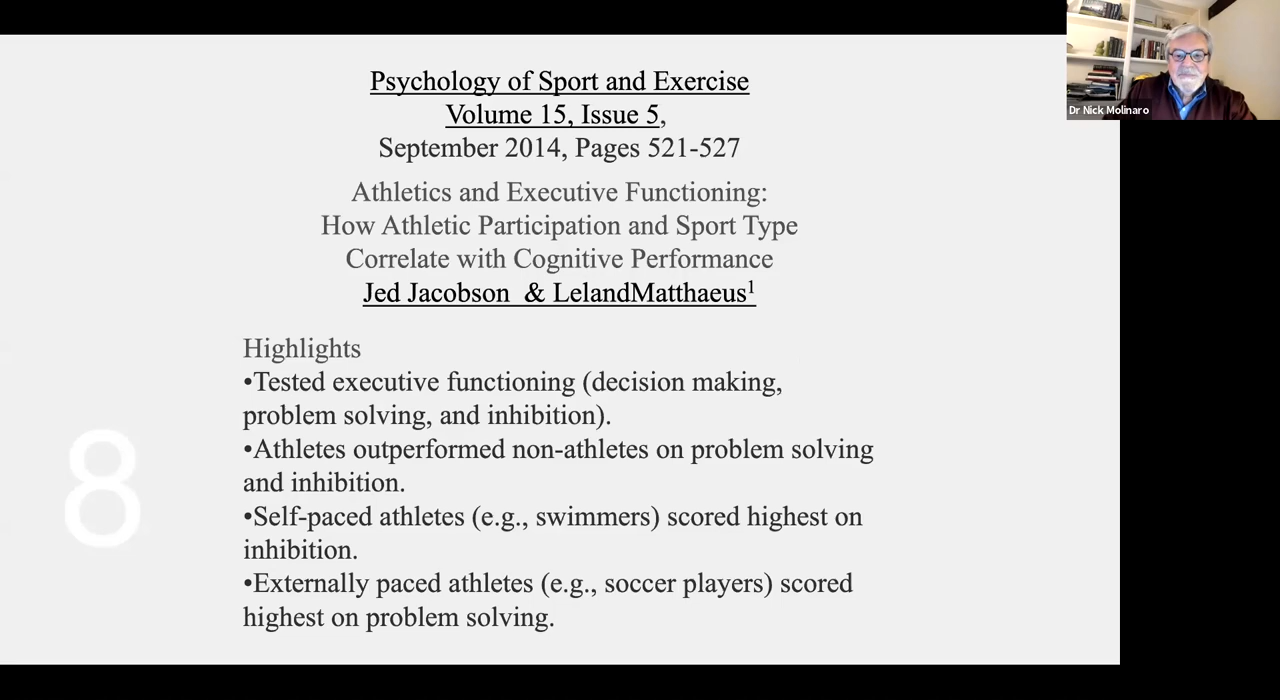 Psychology of Sport and Exercise
Volume 15, Issue 5,
September 2014, Pages 521-527
Athletics and Executive Functioning:
How Athletic Participation and Sport Type
Correlate with Cognitive Performance
Jed Jacobson & LelandMatthaeus¹
Highlights
•Tested executive functioning (decision making,
problem solving, and inhibition).
•Athletes outperformed non-athletes on problem solving
and inhibition.
•Self-paced athletes (e.g., swimmers) scored highest on
inhibition.
•Externally paced athletes (e.g., soccer players) scored
highest on problem solving.
8
Dr Nick Molinaro